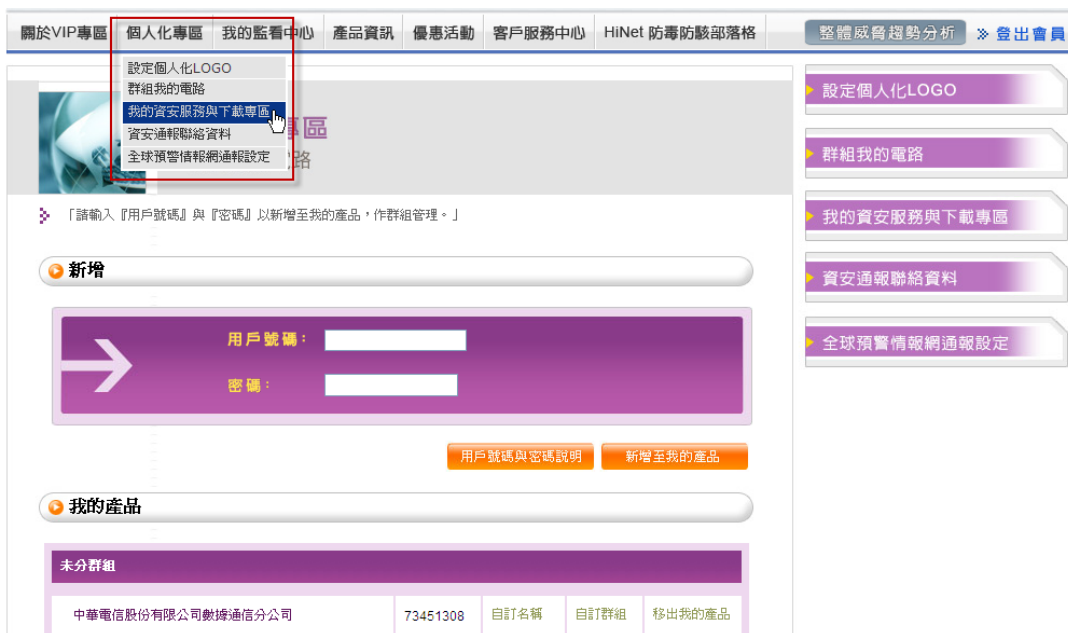 關於VIP專區 個人化專區 我的監看中心 產品資訊 優惠活動 客戶服務中心 HiNet 防毒防駭部落格 整體威脅趨勢分析 登出會員
設定個人化LOGO
群組我的電路
我的資安服務與下載專區
資安通報聯絡資料
全球預警情報網通報設定
專區
電路
設定個人化LOGO
群組我的電路
我的資安服務與下載專區
資安通報聯絡資料
全球預警情報網通報設定
「請輸入『用戶號碼』與『密碼』以新增至我的產品，作群組管理。」
新增
用戶號碼：
密碼：
用戶號碼與密碼說明 新增至我的產品
我的產品
未分群組
中華電信股份有限公司數據通信分公司 73451308 自訂名稱 自訂群組 移出我的產品